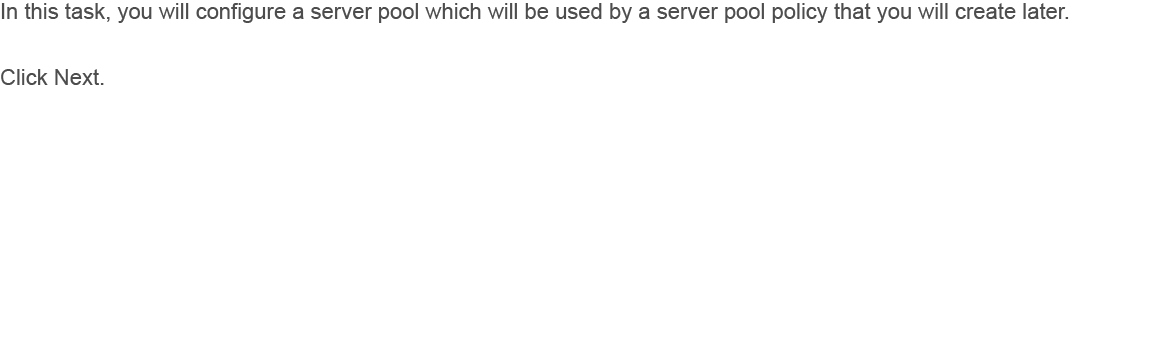 In this task, you will configure a server pool which will be used by a server pool policy that you will create later.
Click Next.